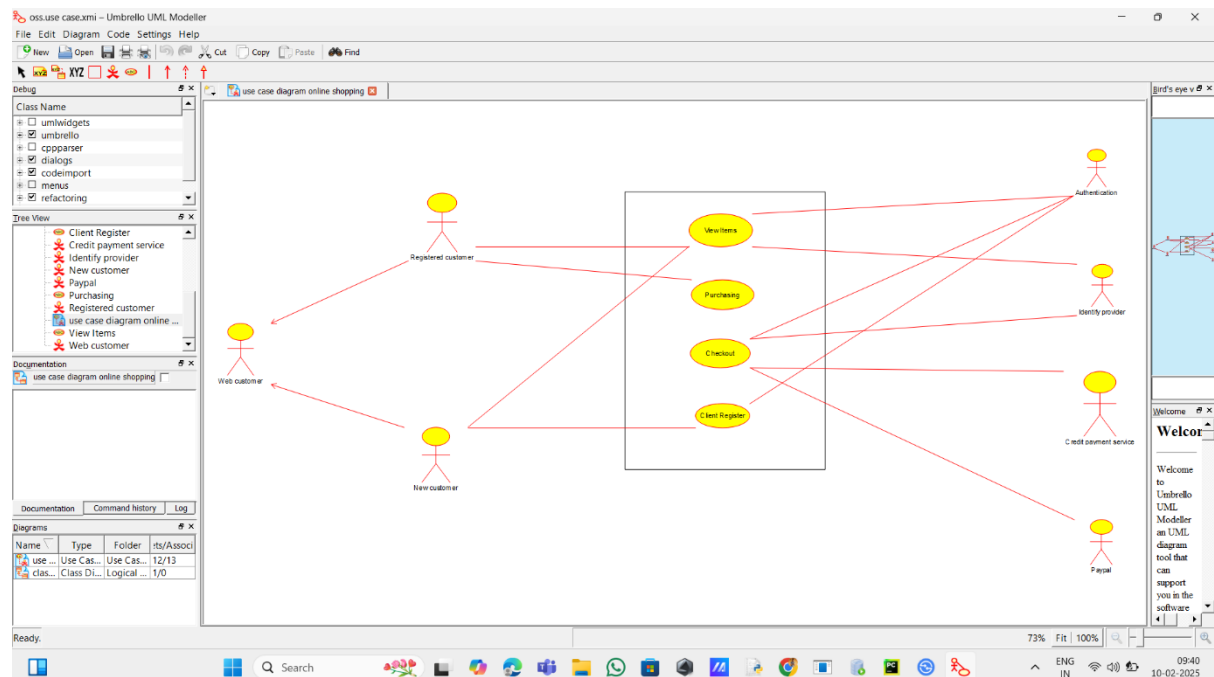 oss.use case.xmi – Umbrello UML Modeller
File Edit Diagram Code Settings Help
New Open Cut Copy Paste Find
XYZ XYZ
Debug
Class Name
umlwidgets
umbrello
cppparser
dialogs
codeimport
menus
refactoring
Tree View
Client Register
Credit payment service
Identify provider
New customer
Paypal
Purchasing
Registered customer
use case diagram online ...
View Items
Web customer
Documentation
use case diagram online shopping
Documentation Command history Log
Diagrams
Name Type Folder :ts/Associ
use ... Use Cas... Use Cas... 12/13
clas... Class Di... Logical ... 1/0
use case diagram online shopping
Authentication
View Items
Registered customer
Purchasing
Identify provider
Checkout
Web customer
Client Register
Credit payment service
New customer
Paypal
Bird's eye v
Welcome
Welcor
Welcome
to
Umbrello
UML
Modeller
an UML
diagram
tool that
can
support
you in the
software
Ready.
73% Fit 100%
Search
ENG
IN
09:40
10-02-2025